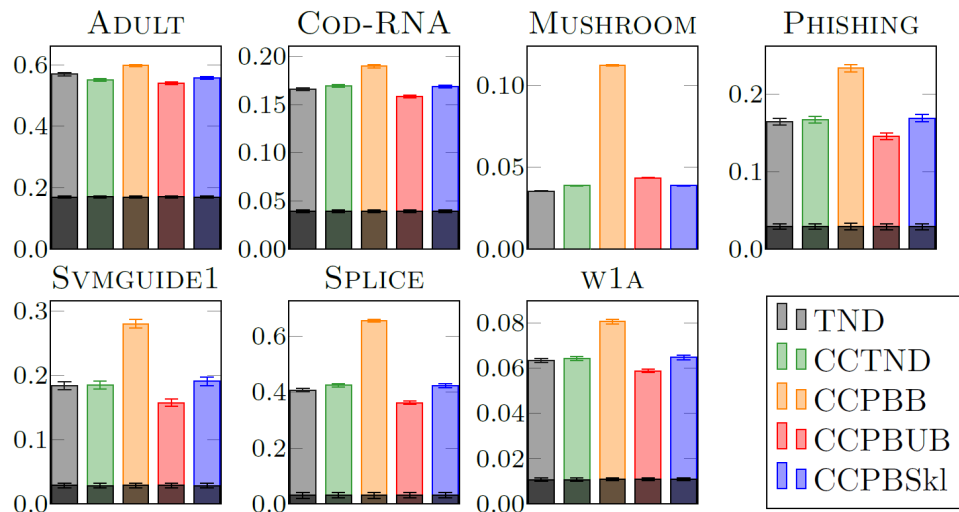 ADULT
COD-RNA
MUSHROOM
PHISHING
0.6
0.4
0.2
0.0
0.20
0.15
0.10
0.05
0.00
0.10
0.05
0.00
0.2
0.1
0.0
SVMGUIDE1
SPLICE
W1A
0.3
0.2
0.1
0.0
0.6
0.4
0.2
0.0
0.08
0.06
0.04
0.02
0.00
TND
CCTND
CCPBB
CCPBUB
CCPBSkl